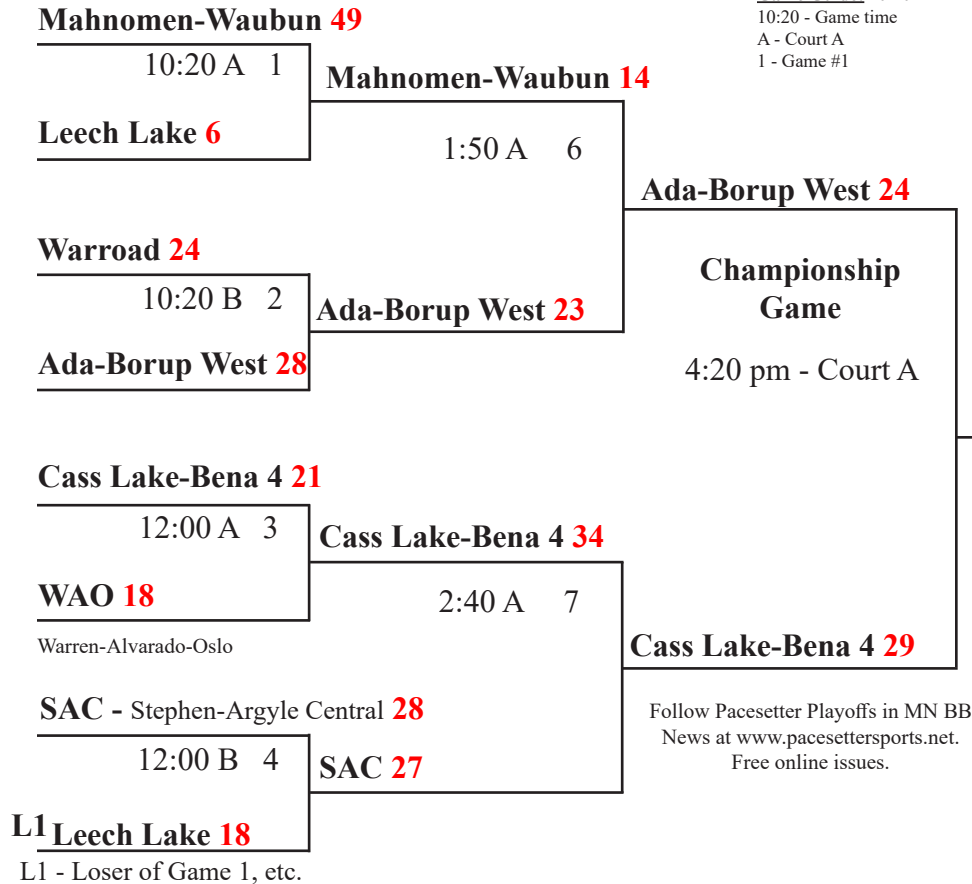 Mahnomen-Waubun 49
10:20 - Game time
A - Court A
1 - Game #1
10:20 A 1
Mahnomen-Waubun 14
Leech Lake 6
1:50 A 6
Ada-Borup West 24
Warroad 24
Championship
Game
10:20 B 2
Ada-Borup West 23
Ada-Borup West 28
4:20 pm - Court A
Cass Lake-Bena 4 21
12:00 A 3
Cass Lake-Bena 4 34
WAO 18
2:40 A 7
Warren-Alvarado-Oslo
Cass Lake-Bena 4 29
SAC - Stephen-Argyle Central 28
Follow Pacesetter Playoffs in MN BB
News at www.pacesettersports.net.
Free online issues.
12:00 B 4
SAC 27
L1 Leech Lake 18
L1 - Loser of Game 1, etc.